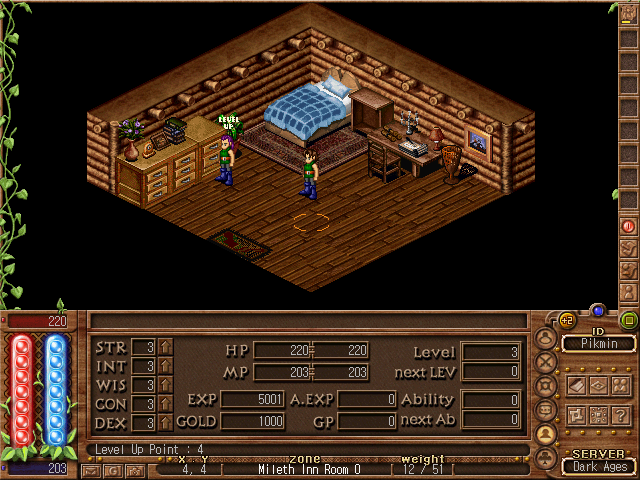 LEVEL
UP
220
STR 3
INT 3
WIS 3
CON 3
DEX 3
HP 220 220
MP 203 203
EXP 5001 A.EXP 0
GOLD 1000 GP 0
Level 3
next LEV 0
Ability 0
next Ab 0
Level Up Point : 4
203
X Y
4, 4
ZONE
Mileth Inn Room 0
weight
12 / 51
+2
ID
Pikmin
?
SERVER
Dark Ages
G